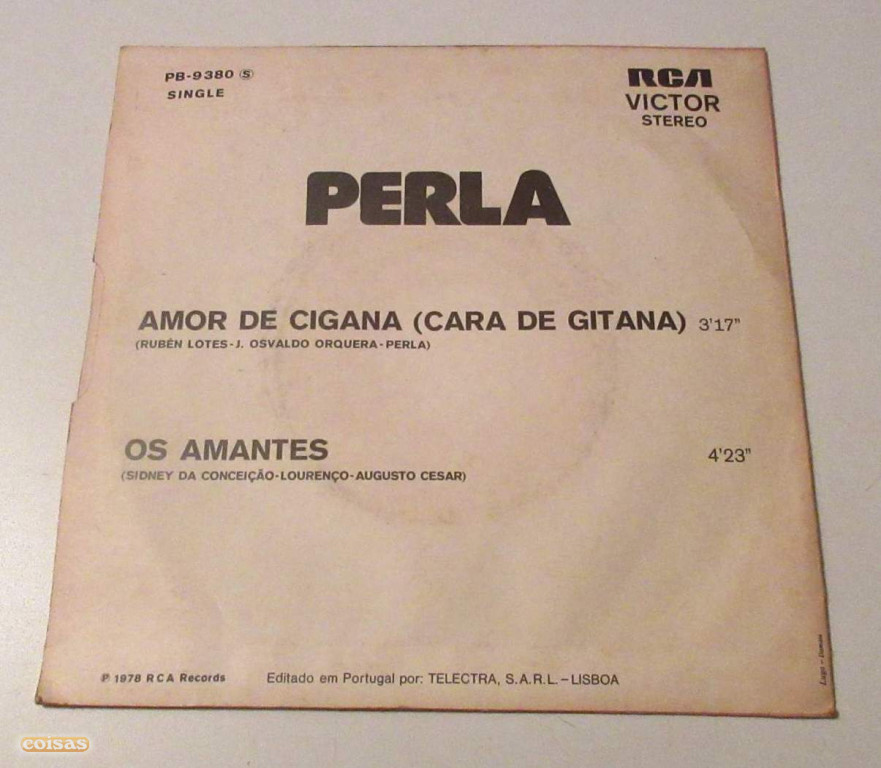 PB-9380 Ⓢ
SINGLE
RCA
VICTOR
STEREO
PERLA
AMOR DE CIGANA (CARA DE GITANA) 3'17"
(RUBÉN LOTES-J. OSVALDO ORQUERA-PERLA)
OS AMANTES 4'23"
(SIDNEY DA CONCEIÇÃO-LOURENÇO-AUGUSTO CESAR)
℗ 1978 RCA Records Editado em Portugal por: TELECTRA, S.A.R.L. – LISBOA
coisas